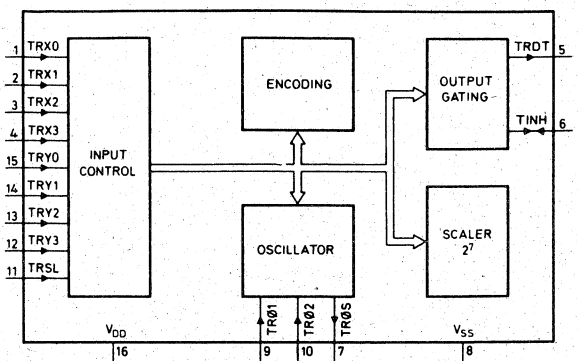 1 TRX0
2 TRX1
3 TRX2
4 TRX3
15 TRY0
14 TRY1
13 TRY2
12 TRY3
11 TRSL
INPUT
CONTROL
ENCODING
OSCILLATOR
OUTPUT
GATING
SCALER
2⁷
TRDT 5
TINH 6
TRØ1
TRØ2
TRØS
V_DD
16
9
10
7
V_SS
8